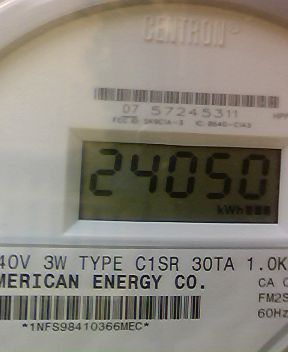 CENTRON®
07 57245311
24050
kWh
40V 3W TYPE C1SR 30TA 1.0K
MERICAN ENERGY CO.
CA
FM2S
60Hz
*1NFS98410366MEC*